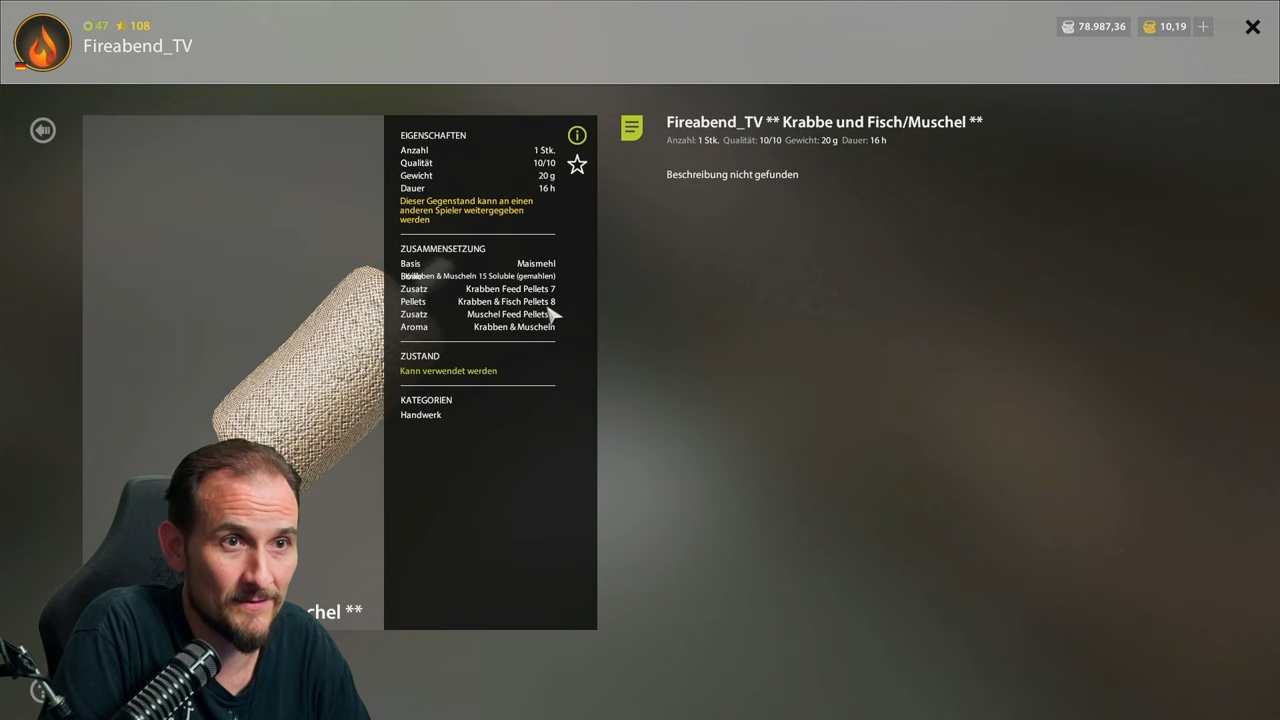 47 108
Fireabend_TV
78.987,36 10,19
EIGENSCHAFTEN
Anzahl 1 Stk.
Qualität 10/10
Gewicht 20 g
Dauer 16 h
Dieser Gegenstand kann an einen
anderen Spieler weitergegeben
werden
ZUSAMMENSETZUNG
Basis Maismehl
& Muscheln 15 Soluble (gemahlen)
Zusatz Krabben Feed Pellets 7
Pellets Krabben & Fisch Pellets 8
Zusatz Muschel Feed Pellets
Aroma Krabben & Muscheln
ZUSTAND
Kann verwendet werden
KATEGORIEN
Handwerk
chel **
Fireabend_TV ** Krabbe und Fisch/Muschel **
Anzahl: 1 Stk. Qualität: 10/10 Gewicht: 20 g Dauer: 16 h
Beschreibung nicht gefunden